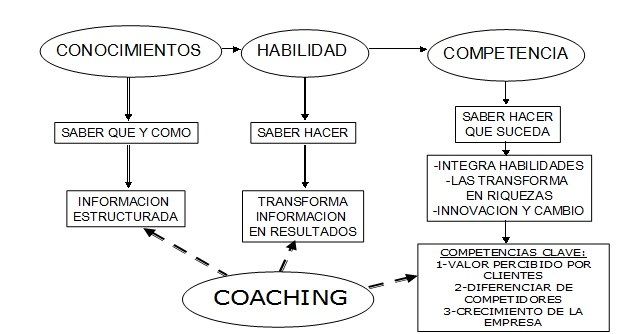 CONOCIMIENTOS
HABILIDAD
COMPETENCIA
SABER QUE Y COMO
SABER HACER
SABER HACER
QUE SUCEDA
INFORMACION
ESTRUCTURADA
TRANSFORMA
INFORMACION
EN RESULTADOS
-INTEGRA HABILIDADES
-LAS TRANSFORMA
EN RIQUEZAS
-INNOVACION Y CAMBIO
COACHING
COMPETENCIAS CLAVE:
1-VALOR PERCIBIDO POR
CLIENTES
2-DIFERENCIAR DE
COMPETIDORES
3-CRECIMIENTO DE LA
EMPRESA